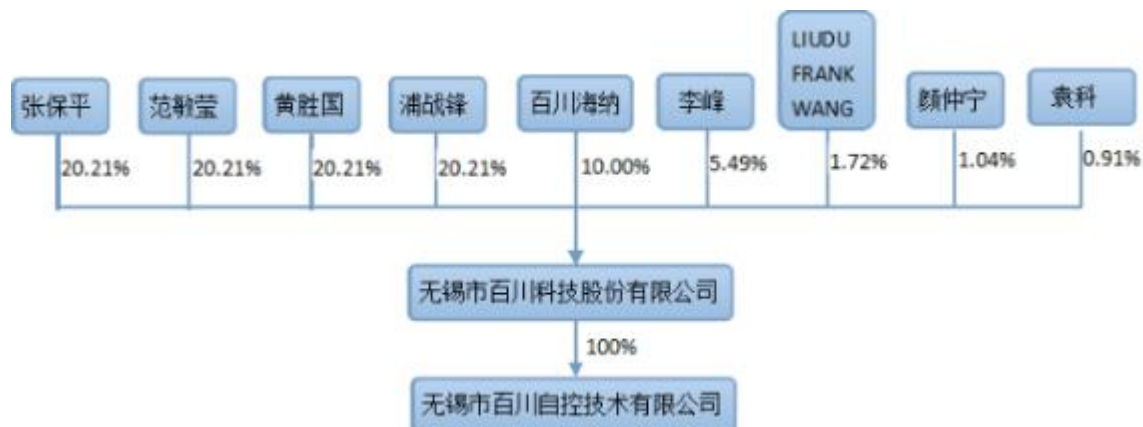 张保平
范敏莹
黄胜国
浦战锋
百川海纳
李峰
LIUDU
FRANK
WANG
颜仲宁
袁科
20.21%
20.21%
20.21%
20.21%
10.00%
5.49%
1.72%
1.04%
0.91%
无锡市百川科技股份有限公司
100%
无锡市百川自控技术有限公司